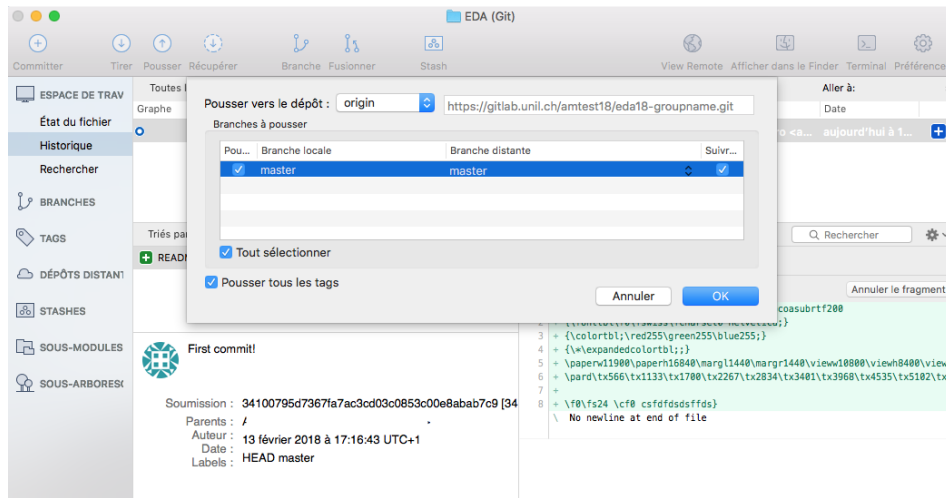 EDA (Git)
Committer Tirer Pousser Récupérer Branche Fusionner Stash View Remote Afficher dans le Finder Terminal Préférence
ESPACE DE TRAV
État du fichier
Historique
Rechercher
BRANCHES
TAGS
DÉPÔTS DISTANT
STASHES
SOUS-MODULES
SOUS-ARBORES
Toutes
Aller à:
Graphe
Date
aujourd'hui à 1...
Pousser vers le dépôt : origin https://gitlab.unil.ch/amtest18/eda18-groupname.git
Branches à pousser
Pou... Branche locale Branche distante Suivr...
master master
Tout sélectionner
Pousser tous les tags
Annuler OK
Triés pa
Rechercher
READ
Annuler le fragment
coasubrtf200
3 + {\colortbl;\red255\green255\blue255;}
4 + {\*\expandedcolortbl;;}
5 + \paperw11900\paperh16840\margl1440\margr1440\vieww10800\viewh8400\view
6 + \pard\tx566\tx1133\tx1700\tx2267\tx2834\tx3401\tx3968\tx4535\tx5102\tx
7 +
8 + \f0\fs24 \cf0 csfdfdsdsffds}
\ No newline at end of file
First commit!
Soumission : 34100795d7367fa7ac3cd03c0853c00e8abab7c9 [34
Parents :
Auteur :
Date : 13 février 2018 à 17:16:43 UTC+1
Labels : HEAD master